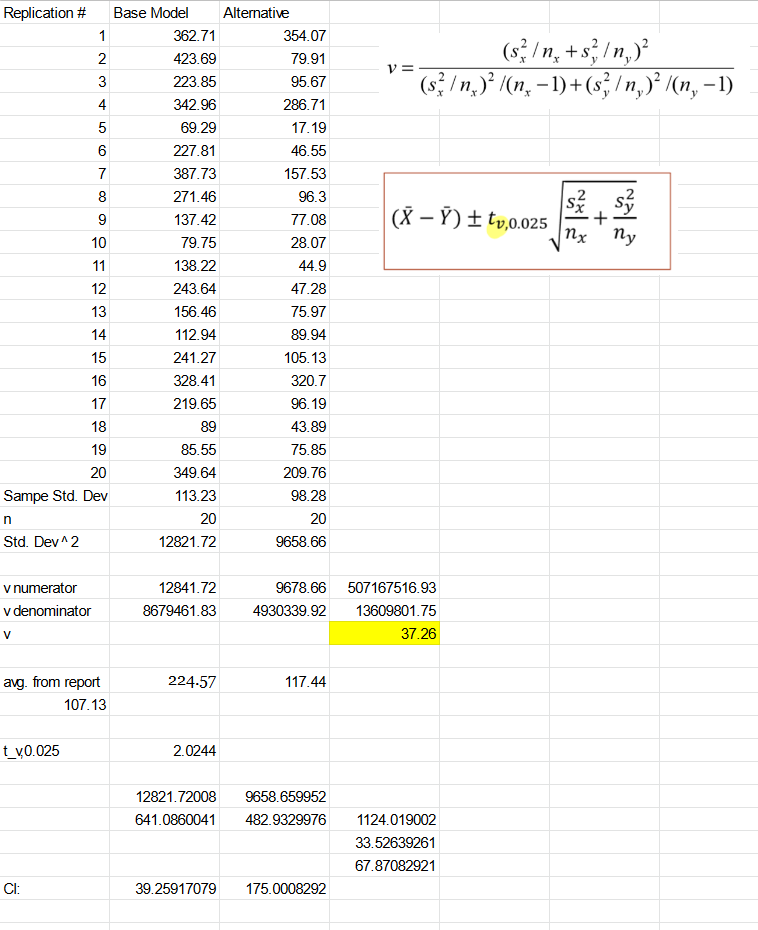 Replication # Base Model Alternative
1 362.71 354.07
2 423.69 79.91
3 223.85 95.67
4 342.96 286.71
5 69.29 17.19
6 227.81 46.55
7 387.73 157.53
8 271.46 96.3
9 137.42 77.08
10 79.75 28.07
11 138.22 44.9
12 243.64 47.28
13 156.46 75.97
14 112.94 89.94
15 241.27 105.13
16 328.41 320.7
17 219.65 96.19
18 89 43.89
19 85.55 75.85
20 349.64 209.76
Sampe Std. Dev 113.23 98.28
n 20 20
Std. Dev^2 12821.72 9658.66
v numerator 12841.72 9678.66 507167516.93
v denominator 8679461.83 4930339.92 13609801.75
v 37.26
avg. from report 224.57 117.44
107.13
t_v,0.025 2.0244
12821.72008 9658.659952
641.0860041 482.9329976 1124.019002
33.52639261
67.87082921
CI: 39.25917079 175.0008292
v = (s_x^2 / n_x + s_y^2 / n_y)^2
(s_x^2 / n_x)^2 /(n_x − 1) + (s_y^2 / n_y)^2 /(n_y − 1)
(X̄ − Ȳ) ± t_v,0.025 √ s_x^2 / n_x + s_y^2 / n_y